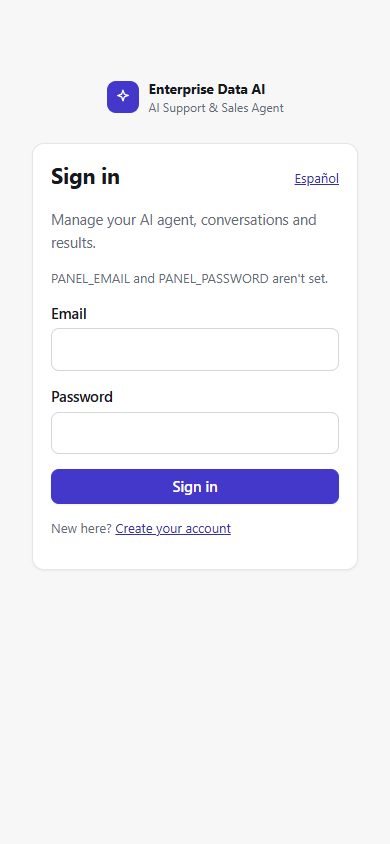 Enterprise Data AI
AI Support & Sales Agent
Sign in
Español
Manage your AI agent, conversations and
results.
PANEL_EMAIL and PANEL_PASSWORD aren't set.
Email
Password
Sign in
New here? Create your account